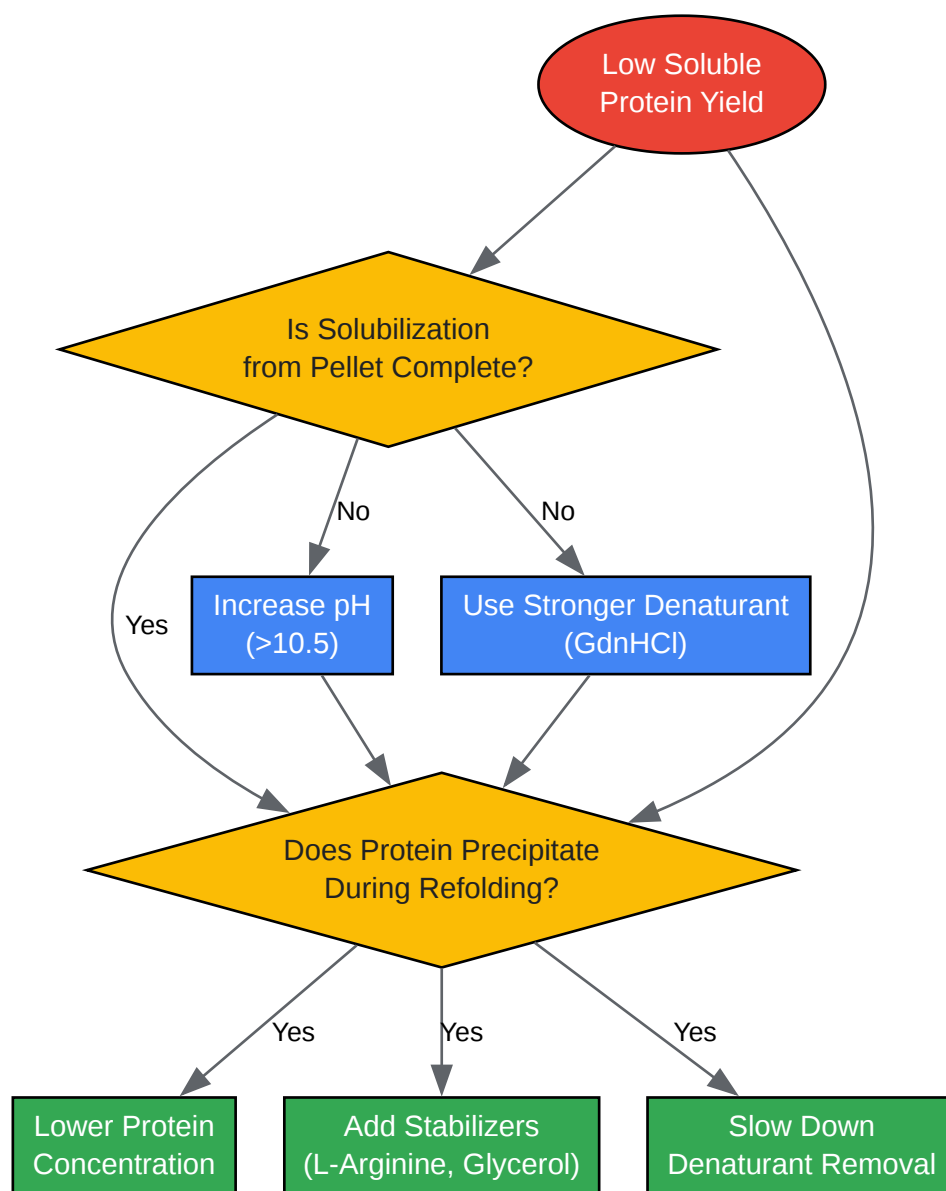 Low Soluble
Protein Yield
Is Solubilization
from Pellet Complete?
No
No
Increase pH
(>10.5)
Use Stronger Denaturant
(GdnHCl)
Yes
Does Protein Precipitate
During Refolding?
Yes
Yes
Yes
Lower Protein
Concentration
Add Stabilizers
(L-Arginine, Glycerol)
Slow Down
Denaturant Removal